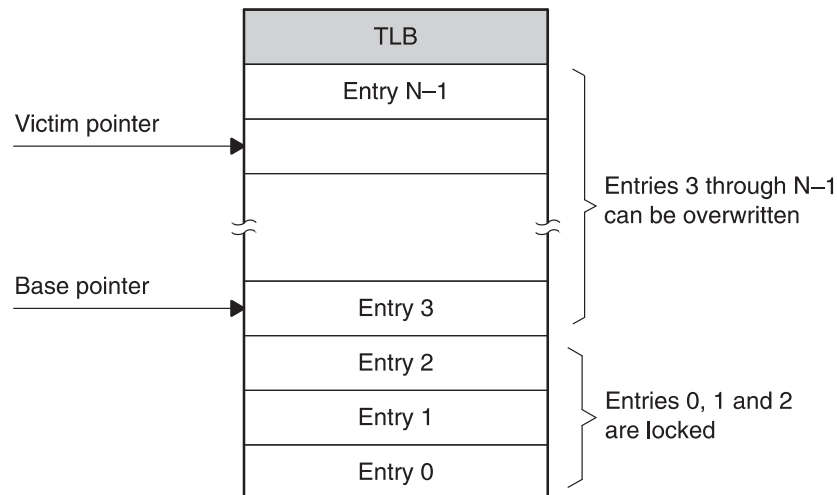 TLB
Entry N–1
Victim pointer
Entries 3 through N–1
can be overwritten
Base pointer
Entry 3
Entry 2
Entry 1
Entries 0, 1 and 2
are locked
Entry 0